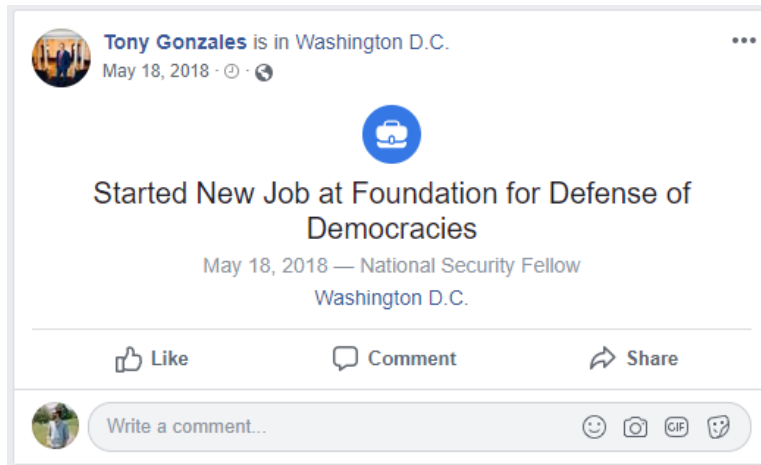 Tony Gonzales is in Washington D.C.
May 18, 2018 · ·
Started New Job at Foundation for Defense of
Democracies
May 18, 2018 — National Security Fellow
Washington D.C.
Like Comment Share
Write a comment... GIF